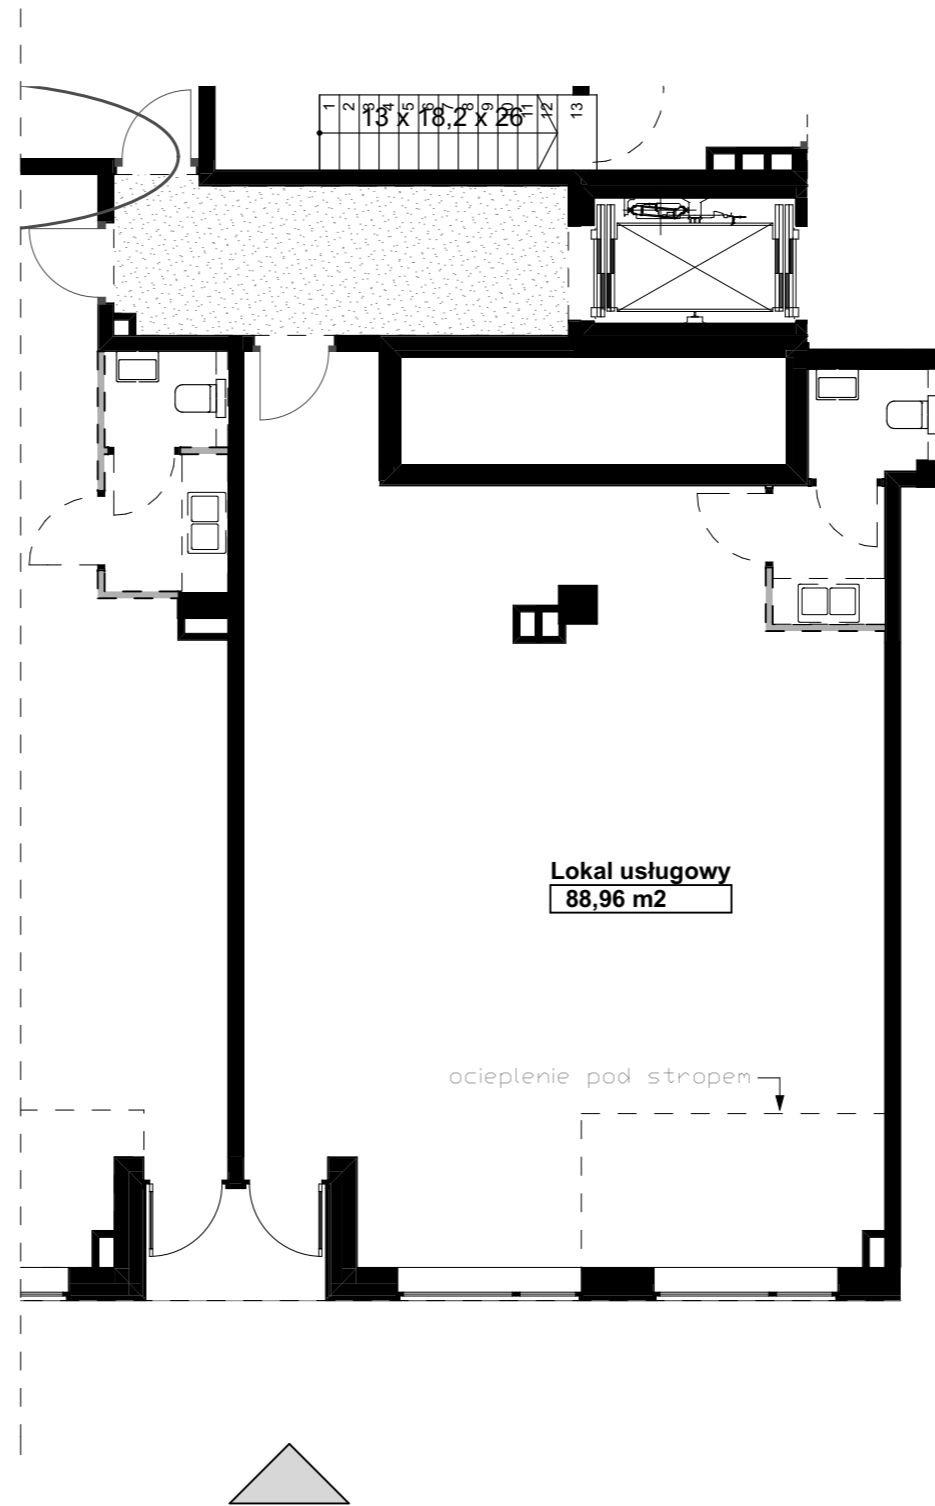 1 2 3 4 5 6 7 8 9 10 11 12 13
13 x 18,2 x 26
Lokal usługowy
88,96 m2
ocieplenie pod stropem